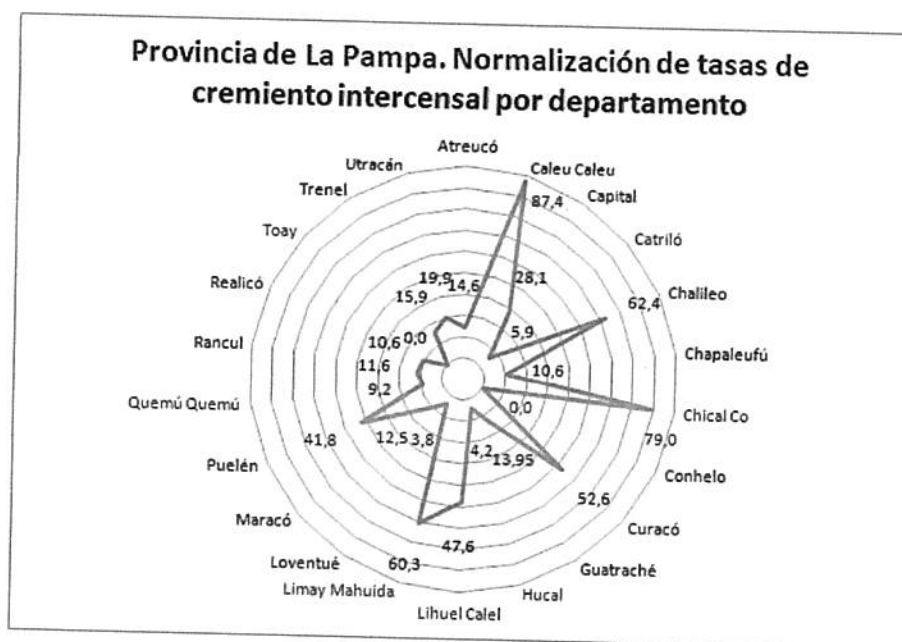 Provincia de La Pampa. Normalización de tasas de
cremiento intercensal por departamento
Atreucó
Utracán
Caleu Caleu
Trenel
87,4
Capital
Toay
Catriló
19,9
14,6
28,1
Realicó
15,9
62,4
Chalileo
Rancul
10,6
0,0
5,9
Chapaleufú
11,6
10,6
Quemú Quemú
9,2
0,0
Chical Co
79,0
41,8
12,5
3,8
4,2
13,95
Conhelo
Puelén
52,6
Curacó
Maracó
47,6
Loventué
60,3
Guatraché
Limay Mahuida
Hucal
Lihuel Calel